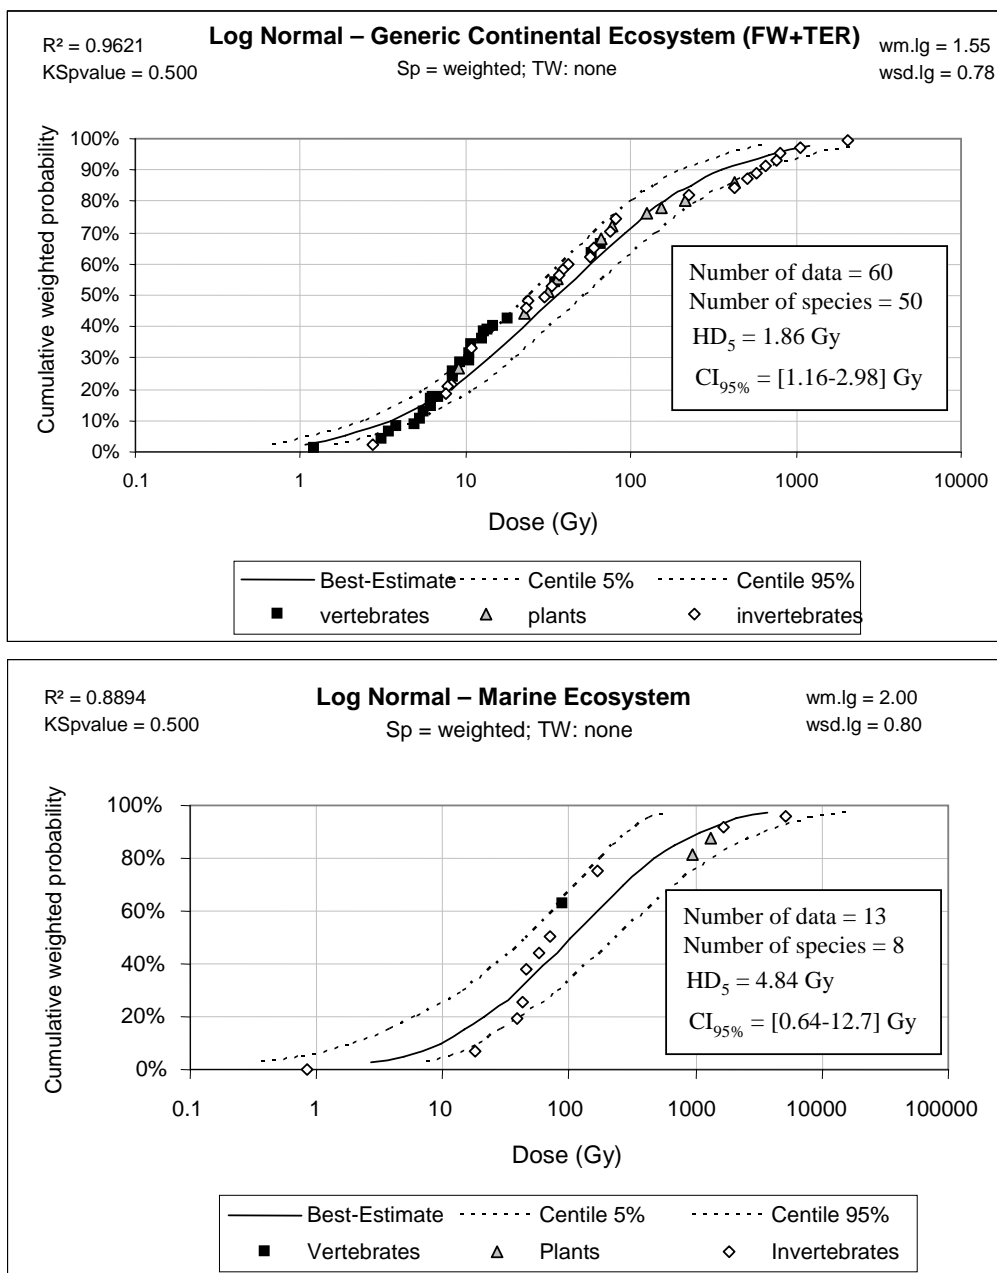 R² = 0.9621
KSpvalue = 0.500
Log Normal – Generic Continental Ecosystem (FW+TER)
Sp = weighted; TW: none
wm.lg = 1.55
wsd.lg = 0.78
Cumulative weighted probability
100%
90%
80%
70%
60%
50%
40%
30%
20%
10%
0%
0.1 1 10 100 1000 10000
Dose (Gy)
Number of data = 60
Number of species = 50
HD5 = 1.86 Gy
CI95% = [1.16-2.98] Gy
Best-Estimate Centile 5% Centile 95%
vertebrates plants invertebrates
R² = 0.8894
KSpvalue = 0.500
Log Normal – Marine Ecosystem
Sp = weighted; TW: none
wm.lg = 2.00
wsd.lg = 0.80
Cumulative weighted probability
100%
80%
60%
40%
20%
0%
0.1 1 10 100 1000 10000 100000
Dose (Gy)
Number of data = 13
Number of species = 8
HD5 = 4.84 Gy
CI95% = [0.64-12.7] Gy
Best-Estimate Centile 5% Centile 95%
Vertebrates Plants Invertebrates